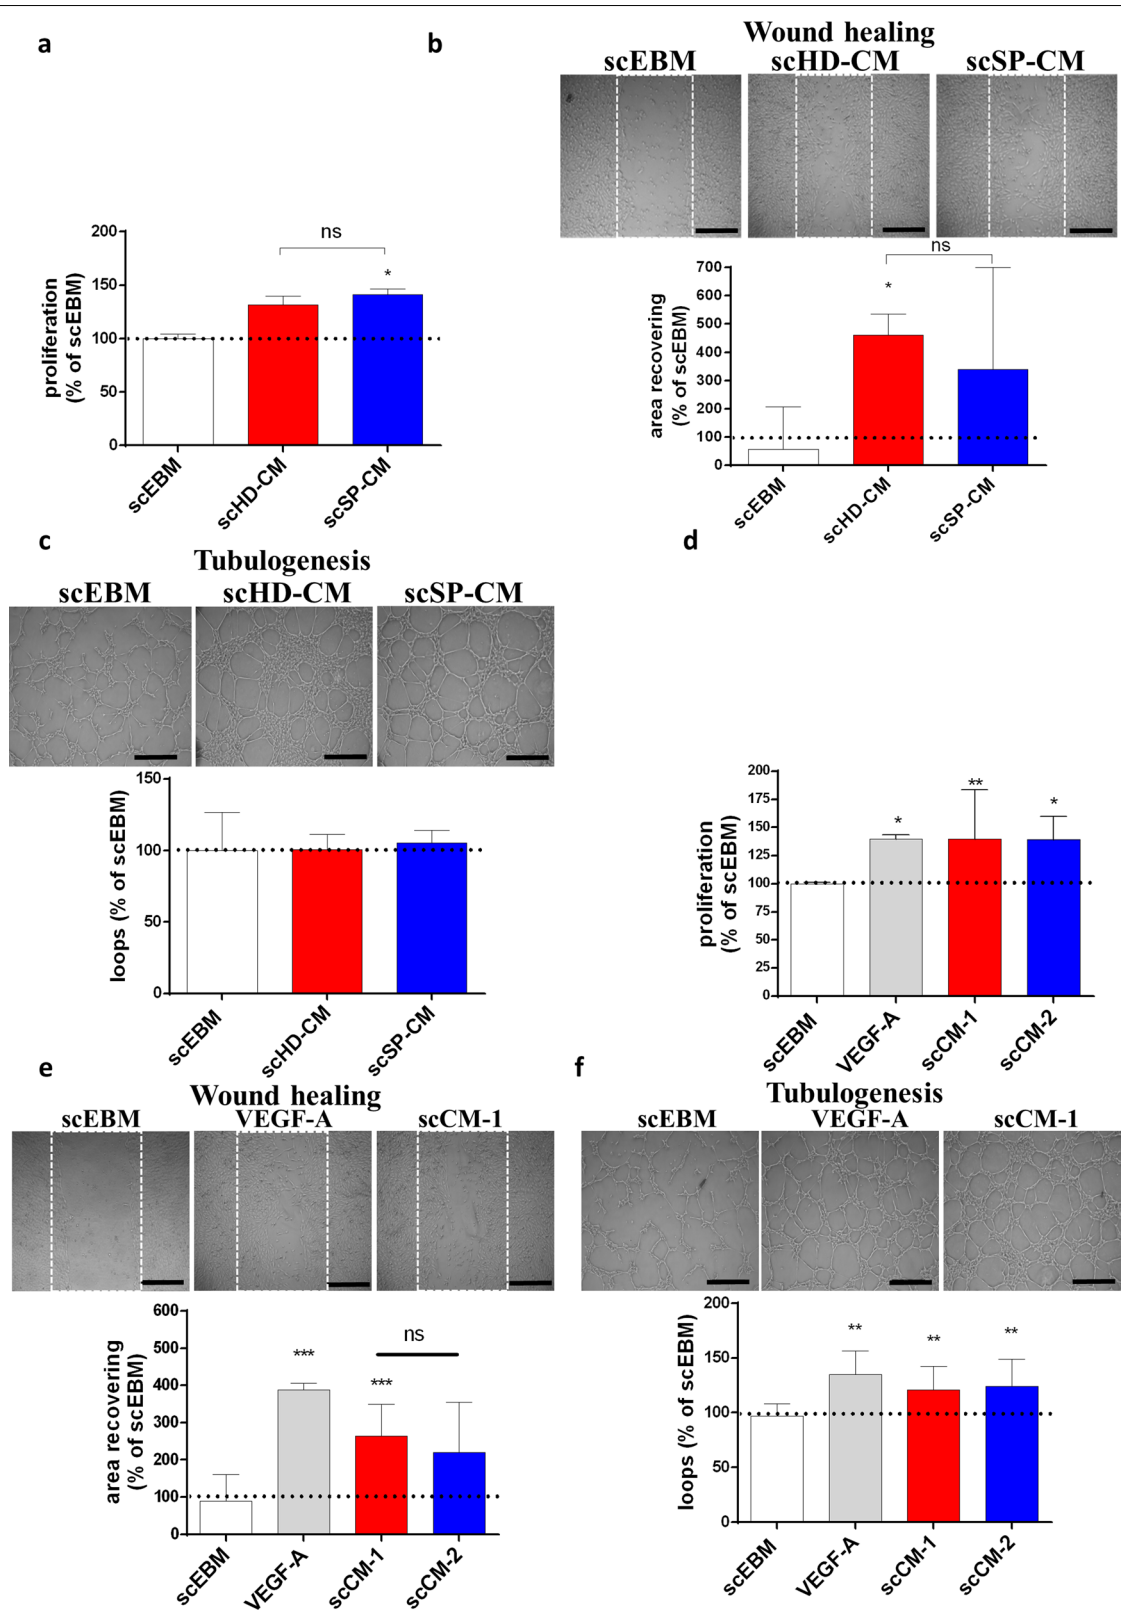 a
200
150
100
50
0
proliferation
(% of scEBM)
ns
*
scEBM
scHD-CM
scSP-CM
b
Wound healing
scEBM
scHD-CM
scSP-CM
700
600
500
400
300
200
100
0
area recovering
(% of scEBM)
ns
*
scEBM
scHD-CM
scSP-CM
c
Tubulogenesis
scEBM
scHD-CM
scSP-CM
150
100
50
0
loops (% of scEBM)
scEBM
scHD-CM
scSP-CM
d
200
175
150
125
100
75
50
25
0
proliferation
(% of scEBM)
*
**
*
scEBM
VEGF-A
scCM-1
scCM-2
e
Wound healing
scEBM
VEGF-A
scCM-1
600
500
400
300
200
100
0
area recovering
(% of scEBM)
***
***
ns
scEBM
VEGF-A
scCM-1
scCM-2
f
Tubulogenesis
scEBM
VEGF-A
scCM-1
200
150
100
50
0
loops (% of scEBM)
**
**
**
scEBM
VEGF-A
scCM-1
scCM-2